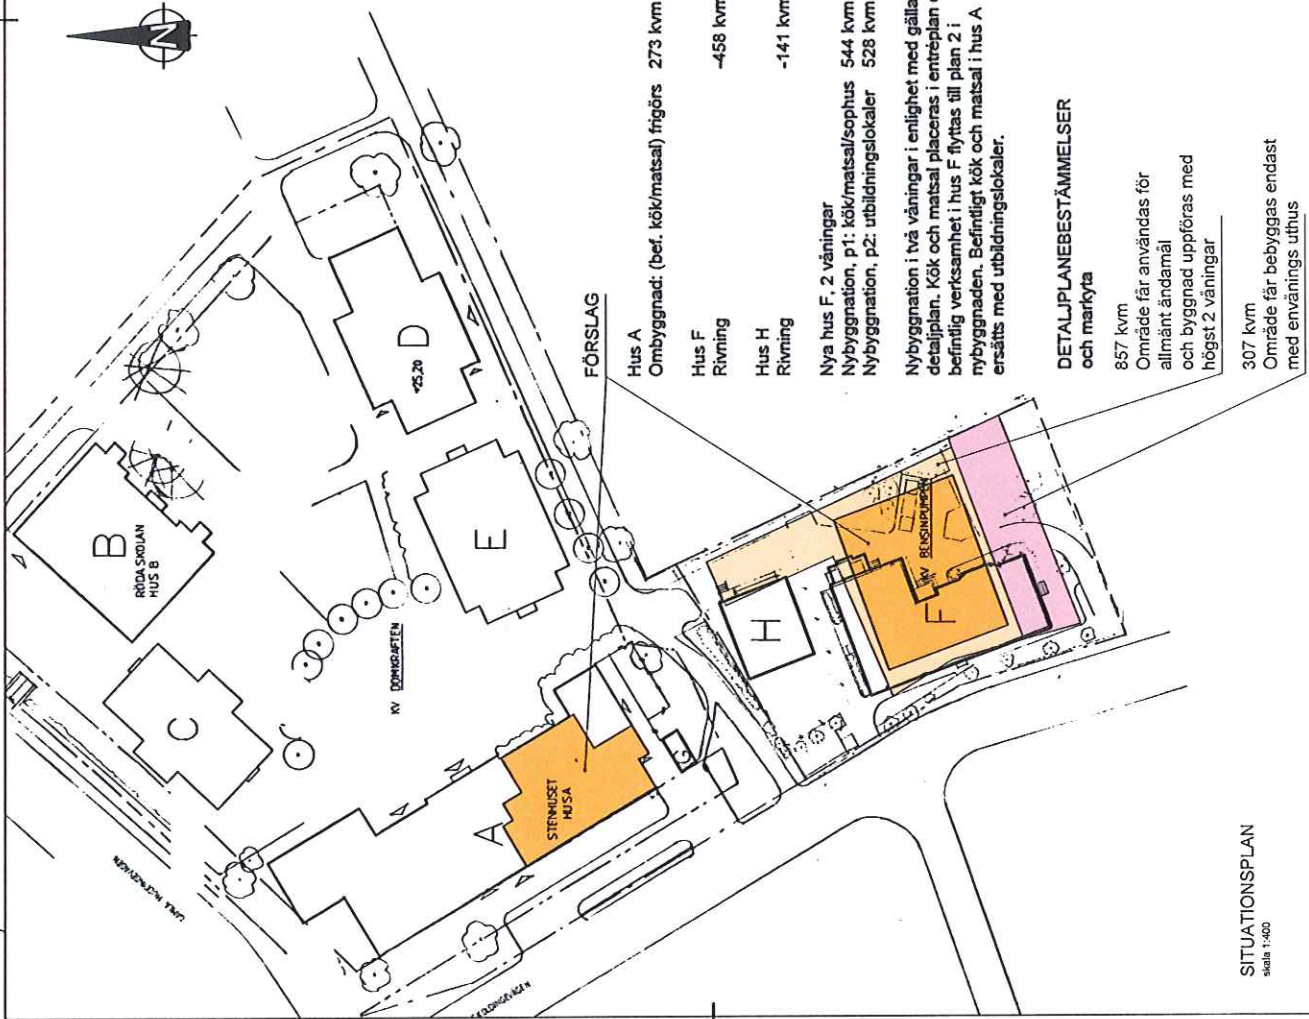 N
FÖRSLAG
Hus A
Ombyggnad: (bef. kök/matsal) frigörs 273 kvm
Hus F
Rivning -458 kvm
Hus H
Rivning -141 kvm
Nya hus F, 2 våningar
Nybyggnation, p1: kök/matsal/sophus 544 kvm
Nybyggnation, p2: utbildningslokaler 528 kvm
Nybyggnation i två våningar i enlighet med gälla
detaljplan. Kök och matsal placeras i entréplan
befintlig verksamhet i hus F flyttas till plan 2 i
nybyggnaden. Befintligt kök och matsal i hus A
ersätts med utbildningslokaler.
DETALJPLANEBESTÄMMELSER
och markyta
857 kvm
Område får användas för
allmänt ändamål
och byggnad uppföras med
högst 2 våningar
307 kvm
Område får bebyggas endast
med envånings uthus
B
RÖDA SKOLAN
HUS B
C
D
+25,20
E
KV DOMKRAFTEN
A
STENHUSET
HUS A
G
H
F
KV BENSINPUMPEN
SITUATIONSPLAN
skala 1:400